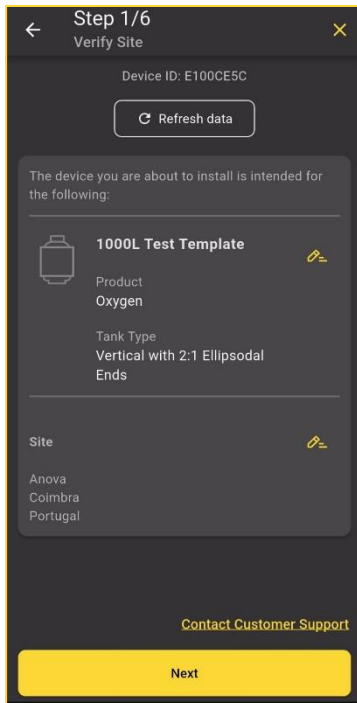 Step 1/6
Verify Site
Device ID: E100CE5C
Refresh data
The device you are about to install is intended for
the following:
1000L Test Template
Product
Oxygen
Tank Type
Vertical with 2:1 Ellipsodal
Ends
Site
Anova
Coimbra
Portugal
Contact Customer Support
Next